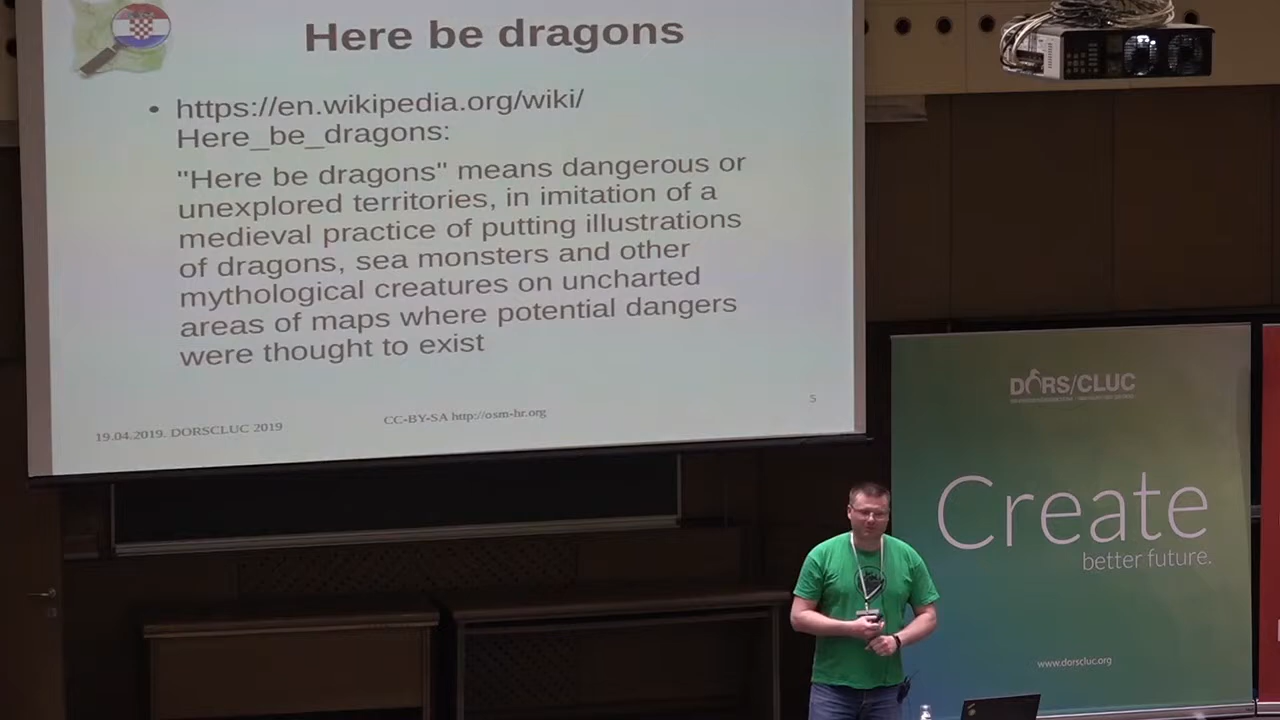 Here be dragons
• https://en.wikipedia.org/wiki/
Here_be_dragons:
"Here be dragons" means dangerous or
unexplored territories, in imitation of a
medieval practice of putting illustrations
of dragons, sea monsters and other
mythological creatures on uncharted
areas of maps where potential dangers
were thought to exist
19.04.2019. DORSCLUC 2019
CC-BY-SA http://osm-hr.org
5
DORS/CLUC
Create
better future.
www.dorscluc.org